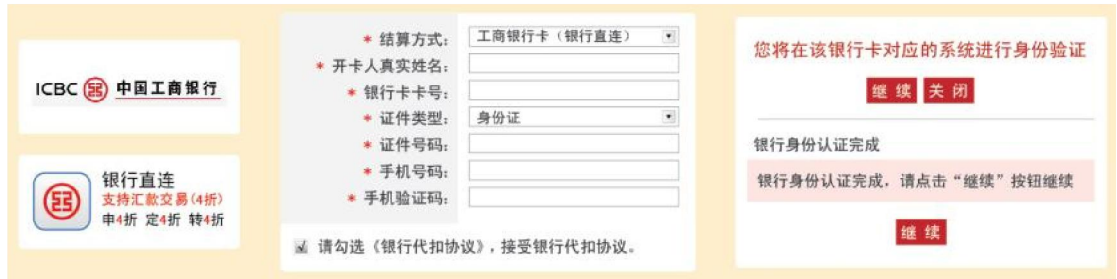 ICBC 中国工商银行
银行直连
支持汇款交易(4折)
申4折 定4折 转4折
* 结算方式: 工商银行卡（银行直连）
* 开卡人真实姓名:
* 银行卡卡号:
* 证件类型: 身份证
* 证件号码:
* 手机号码:
* 手机验证码:
请勾选《银行代扣协议》, 接受银行代扣协议。
您将在该银行卡对应的系统进行身份验证
继续 关闭
银行身份认证完成
银行身份认证完成, 请点击“继续”按钮继续
继续